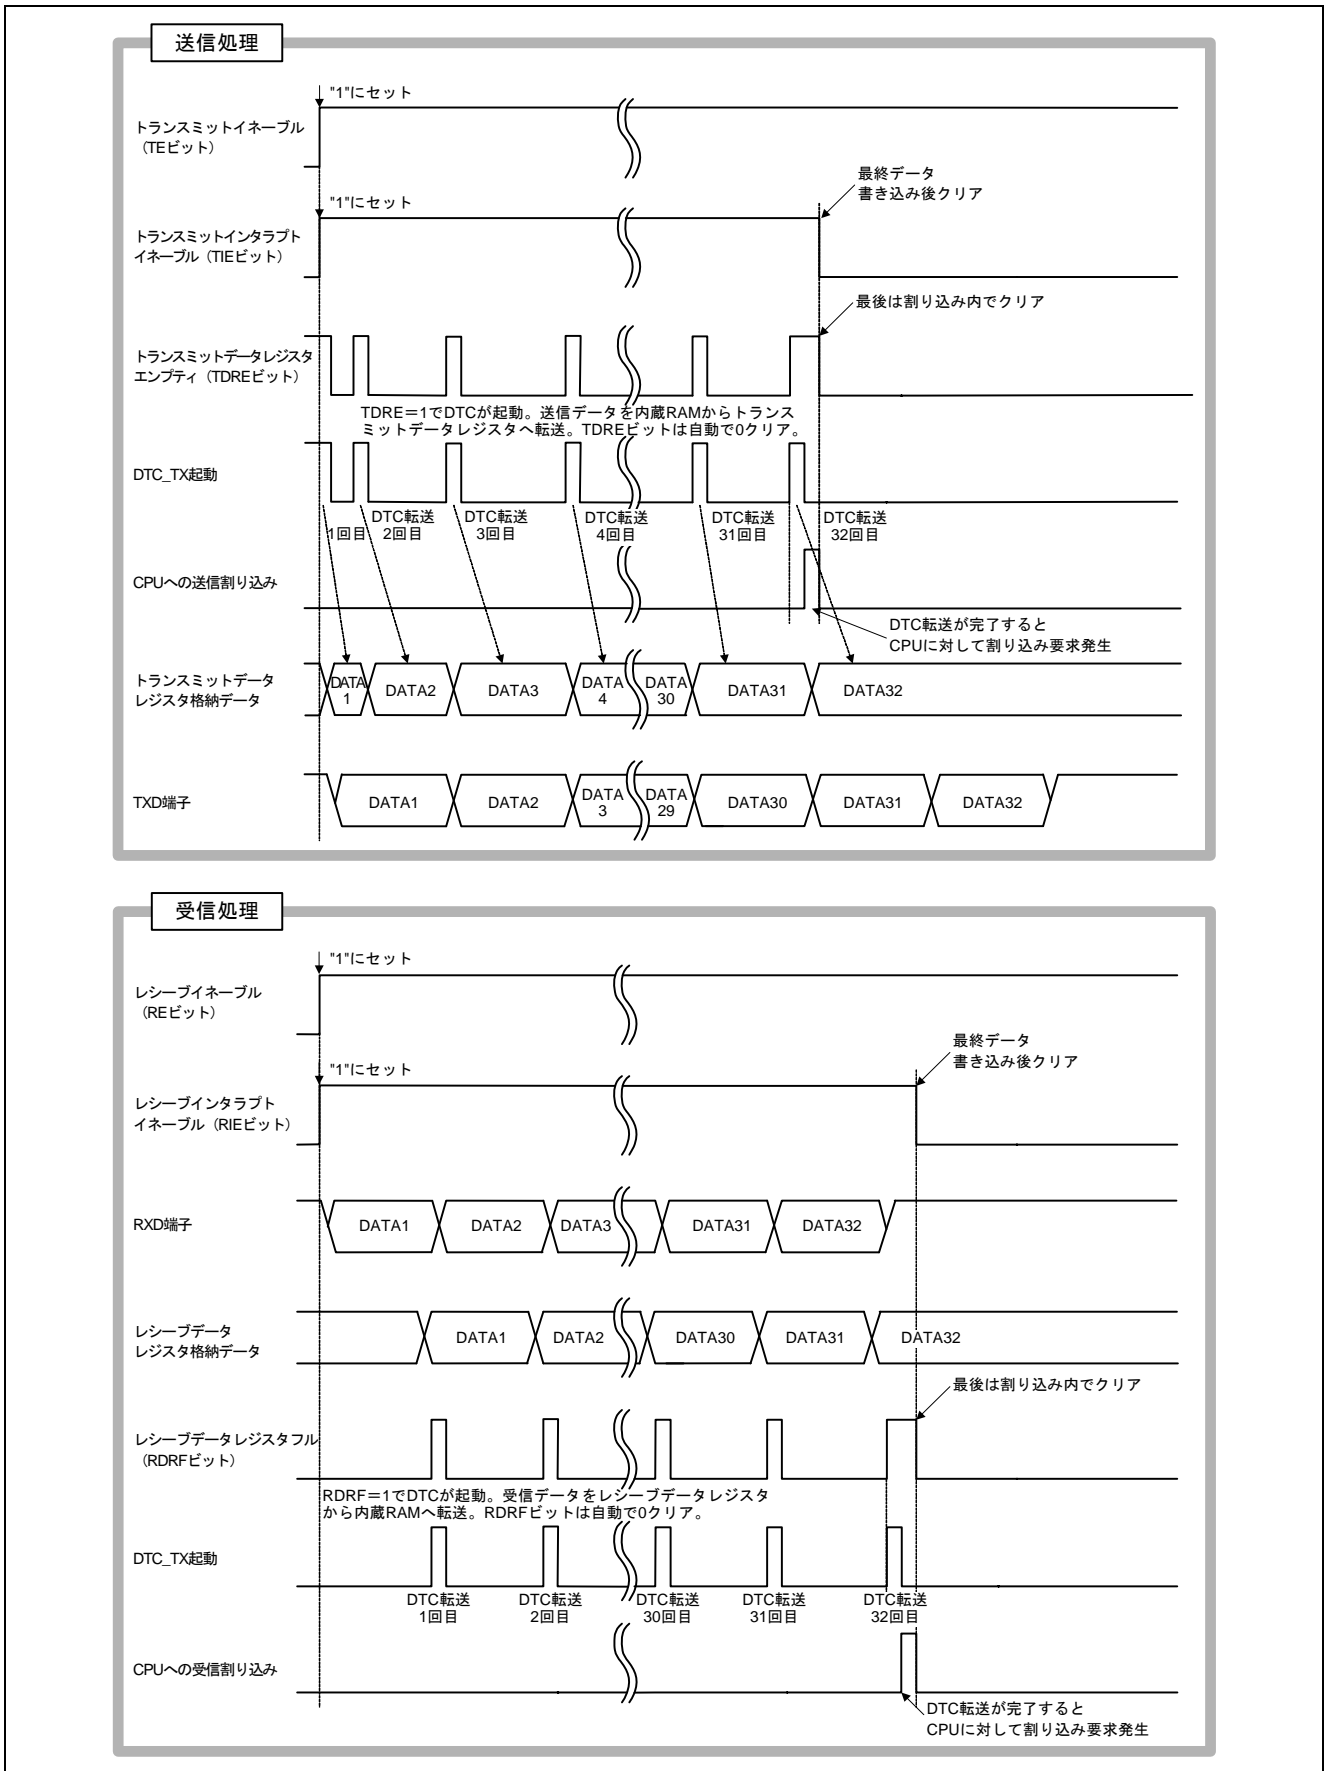 送信処理
"1"にセット
トランスミットイネーブル
（TEビット）
最終データ
書き込み後クリア
"1"にセット
トランスミットインタラプト
イネーブル（TIEビット）
最後は割り込み内でクリア
トランスミットデータレジスタ
エンプティ（TDREビット）
TDRE＝1でDTCが起動。送信データを内蔵RAMからトランス
ミットデータレジスタへ転送。TDREビットは自動で0クリア。
DTC_TX起動
1回目
DTC転送
2回目
DTC転送
3回目
DTC転送
4回目
DTC転送
31回目
DTC転送
32回目
CPUへの送信割り込み
DTC転送が完了すると
CPUに対して割り込み要求発生
トランスミットデータ
レジスタ格納データ
DATA
1
DATA2
DATA3
DATA
4
DATA
30
DATA31
DATA32
TXD端子
DATA1
DATA2
DATA
3
DATA
29
DATA30
DATA31
DATA32
受信処理
"1"にセット
レシーブイネーブル
（REビット）
最終データ
書き込み後クリア
"1"にセット
レシーブインタラプト
イネーブル（RIEビット）
RXD端子
DATA1
DATA2
DATA3
DATA31
DATA32
レシーブデータ
レジスタ格納データ
DATA1
DATA2
DATA30
DATA31
DATA32
最後は割り込み内でクリア
レシーブデータレジスタフル
（RDRFビット）
RDRF＝1でDTCが起動。受信データをレシーブデータレジスタ
から内蔵RAMへ転送。RDRFビットは自動で0クリア。
DTC_TX起動
DTC転送
1回目
DTC転送
2回目
DTC転送
30回目
DTC転送
31回目
DTC転送
32回目
CPUへの受信割り込み
DTC転送が完了すると
CPUに対して割り込み要求発生